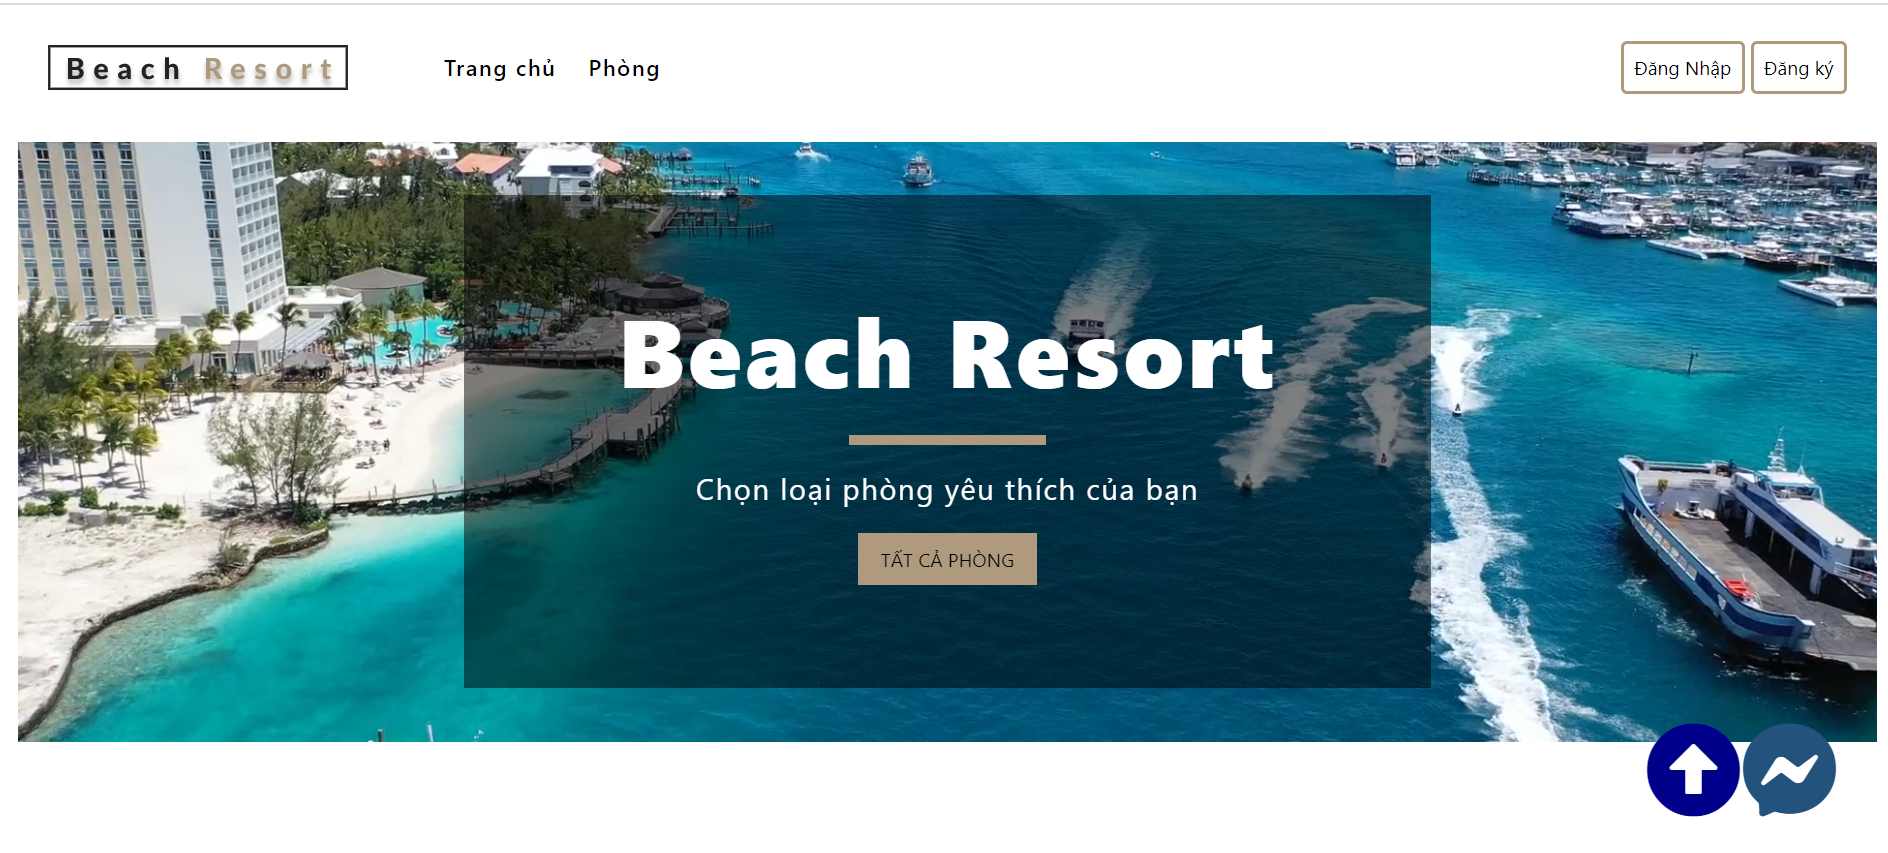 Beach Resort
Trang chủ
Phòng
Đăng Nhập
Đăng ký
Beach Resort
Chọn loại phòng yêu thích của bạn
TẤT CẢ PHÒNG